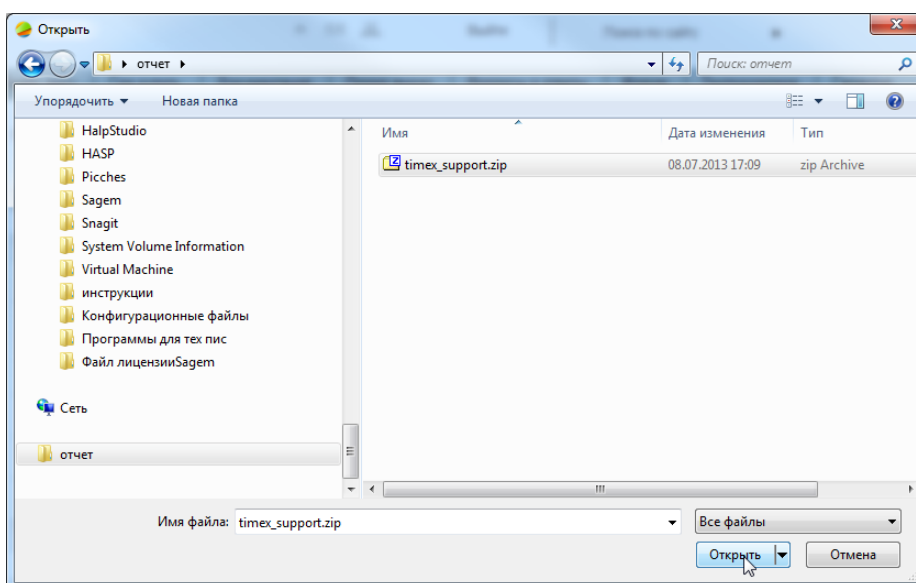 Открыть
отчет
Поиск: отчет
Упорядочить
Новая папка
HalpStudio
HASP
Picches
Sagem
Snagit
System Volume Information
Virtual Machine
инструкции
Конфигурационные файлы
Программы для тех пис
Файл лицензииSagem
Сеть
отчет
Имя Дата изменения Тип
timex_support.zip 08.07.2013 17:09 zip Archive
Имя файла: timex_support.zip Все файлы
Открыть Отмена